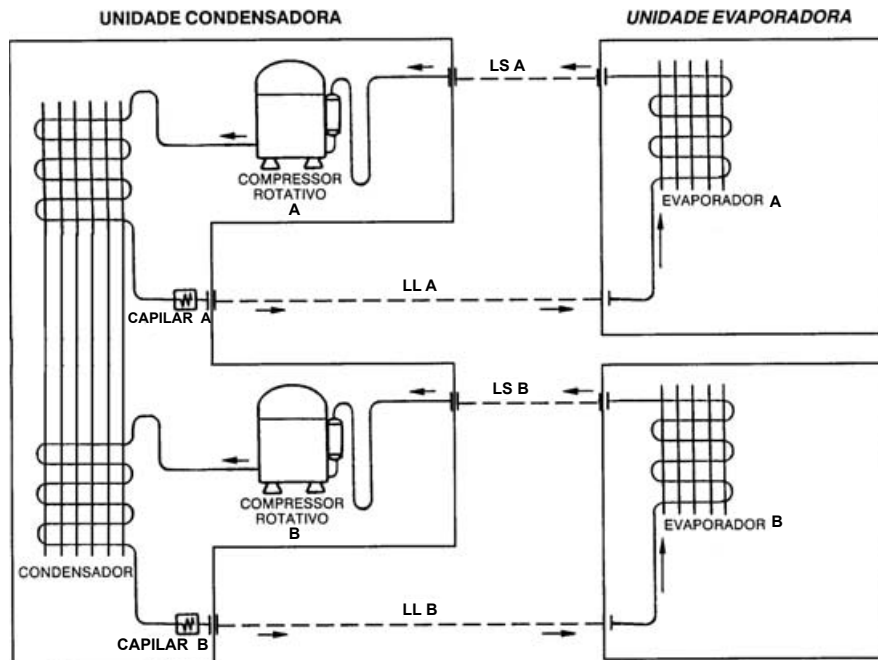 UNIDADE CONDENSADORA
UNIDADE EVAPORADORA
LS A
COMPRESSOR
ROTATIVO
A
EVAPORADOR A
LL A
CAPILAR A
LS B
COMPRESSOR
ROTATIVO
B
EVAPORADOR B
CONDENSADOR
LL B
CAPILAR B